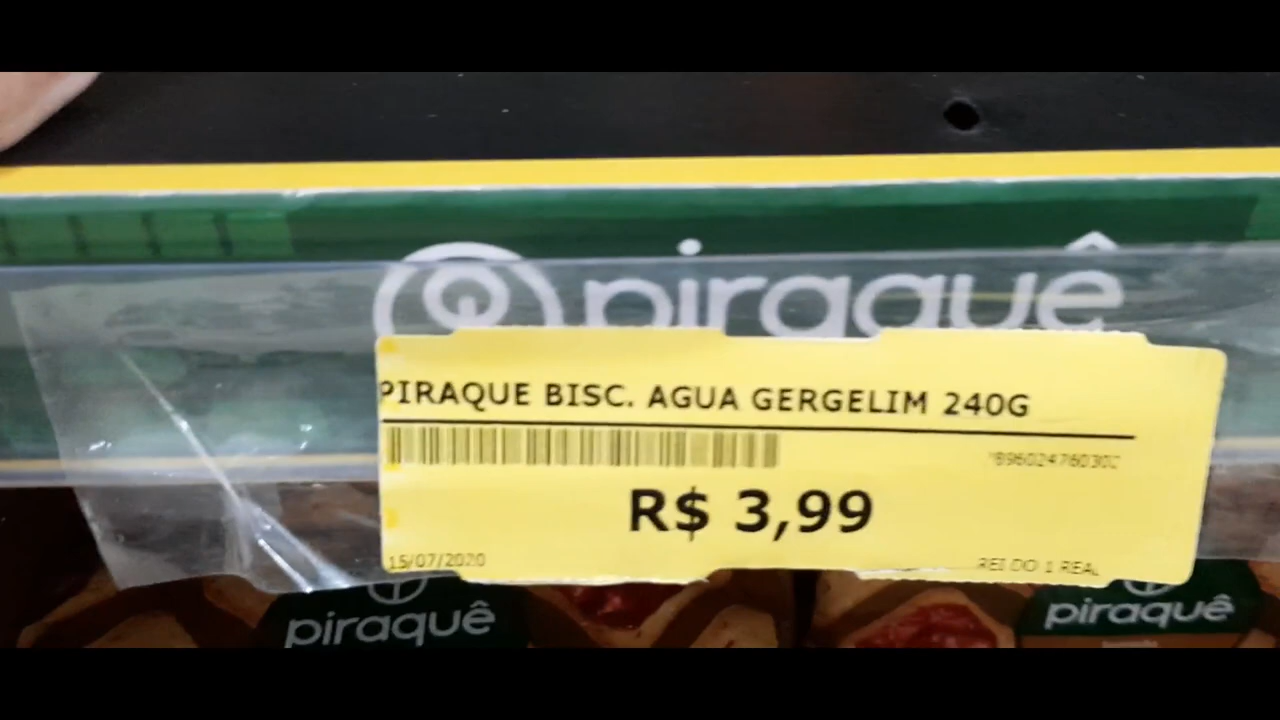 piraquê
PIRAQUE BISC. AGUA GERGELIM 240G
R$ 3,99
15/07/2020
REI DO 1 REAL
piraquê
piraquê